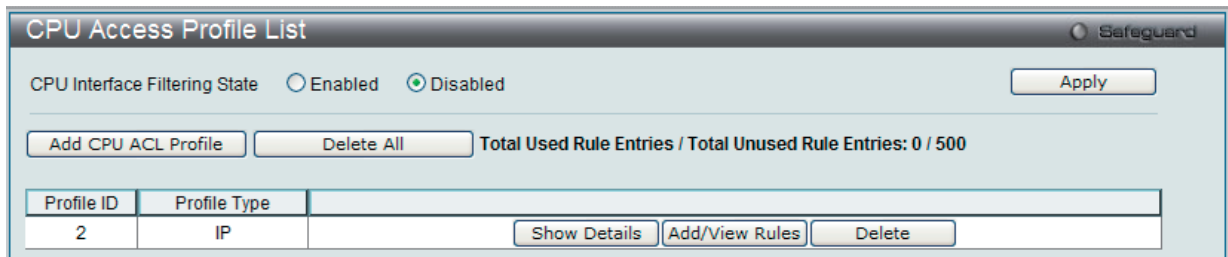 CPU Access Profile List
Safeguard
CPU Interface Filtering State Enabled Disabled Apply
Add CPU ACL Profile Delete All Total Used Rule Entries / Total Unused Rule Entries: 0 / 500
Profile ID Profile Type
2 IP Show Details Add/View Rules Delete